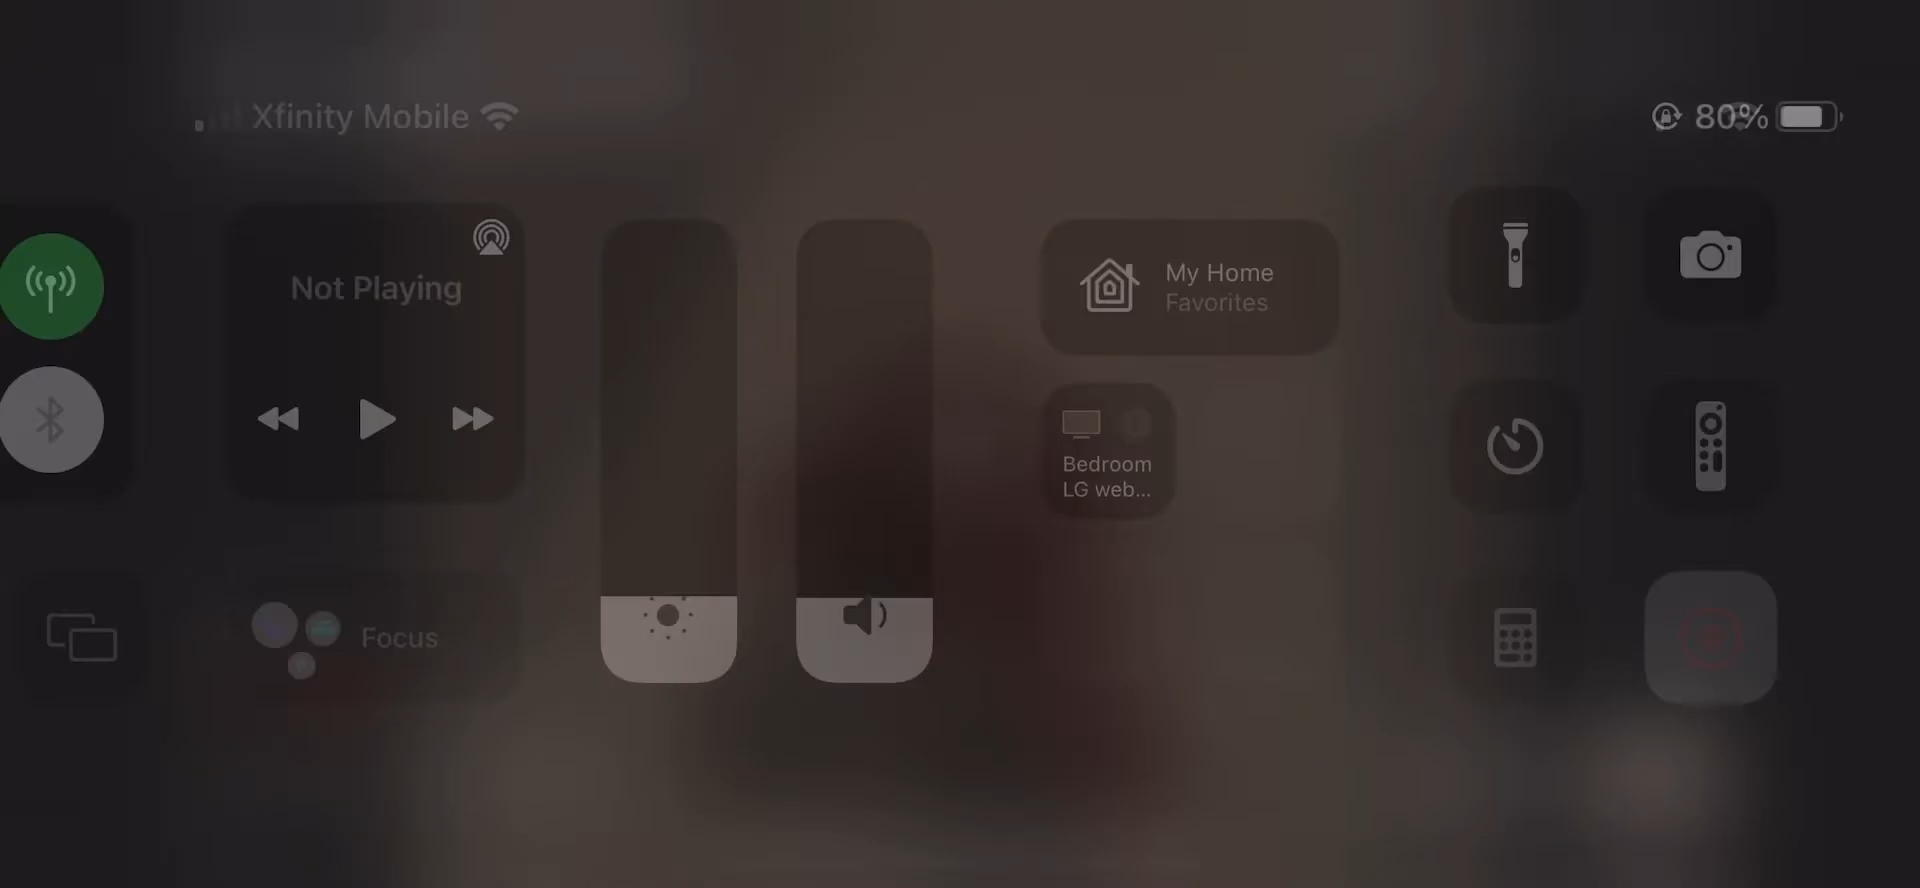 Xfinity Mobile
80%
Not Playing
My Home
Favorites
Bedroom
LG web...
Focus